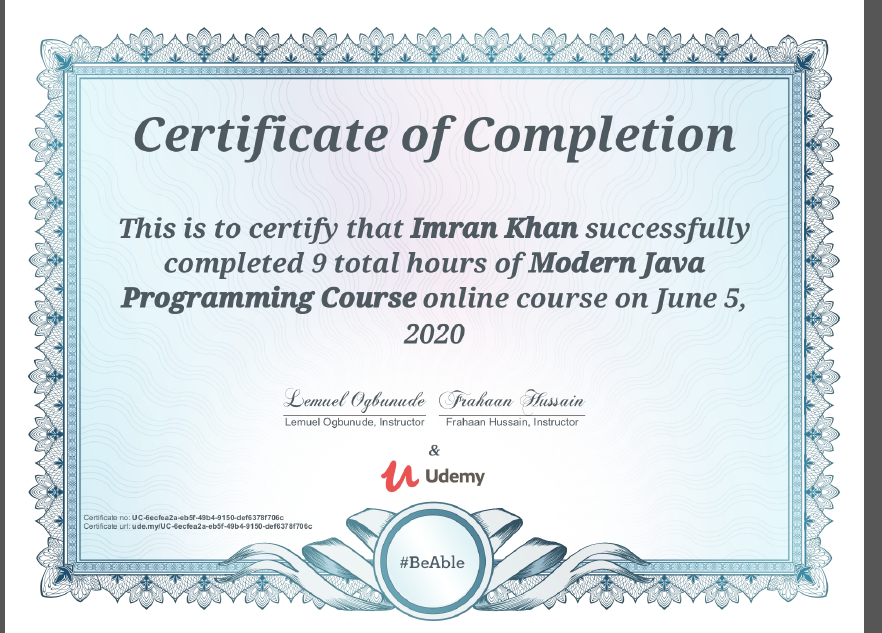 Certificate of Completion
This is to certify that Imran Khan successfully
completed 9 total hours of Modern Java
Programming Course online course on June 5,
2020
Lemuel Ogbunude Frahaan Hussain
Lemuel Ogbunude, Instructor Frahaan Hussain, Instructor
&
Udemy
Certificate no: UC-6ecfea2a-eb5f-49b4-9150-def6378f706c
Certificate url: ude.my/UC-6ecfea2a-eb5f-49b4-9150-def6378f706c
#BeAble